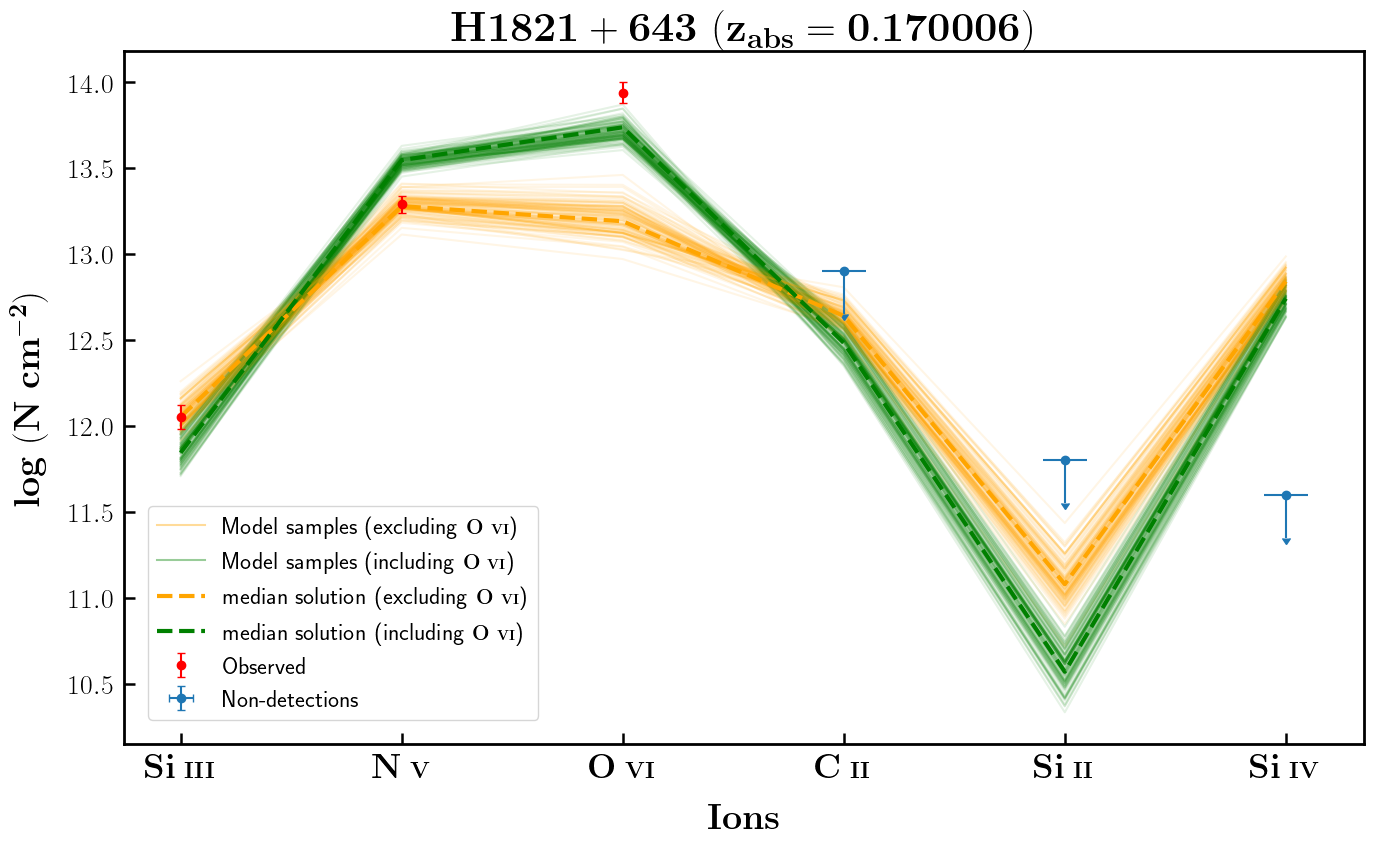 H1821 + 643 (z_abs = 0.170006)
log (N cm⁻²)
14.0
13.5
13.0
12.5
12.0
11.5
11.0
10.5
Model samples (excluding O VI)
Model samples (including O VI)
median solution (excluding O VI)
median solution (including O VI)
Observed
Non-detections
Si III
N V
O VI
C II
Si II
Si IV
Ions